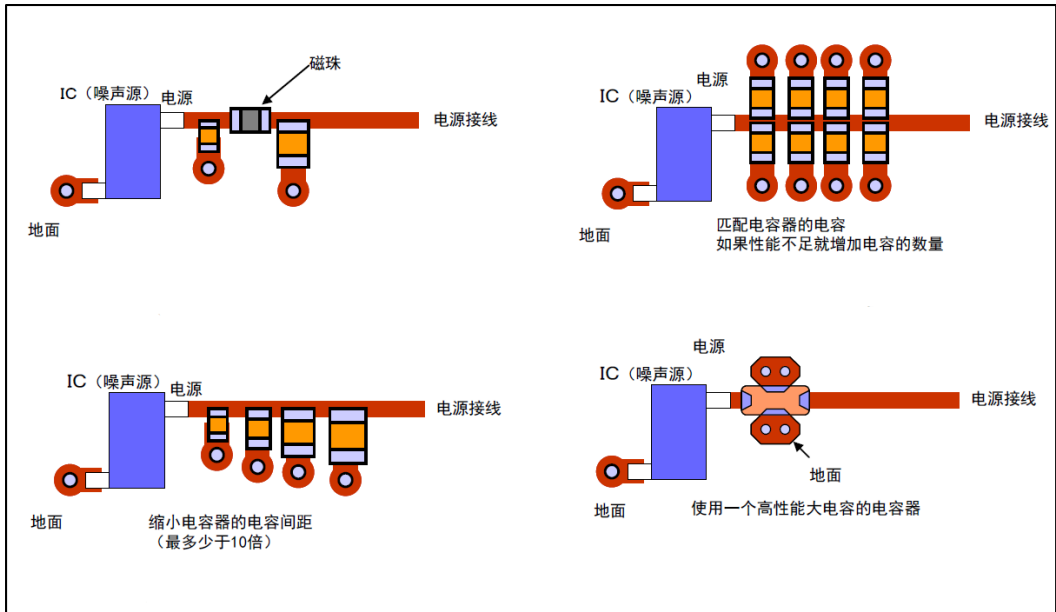 磁珠
IC（噪声源）
电源
电源接线
地面
电源
IC（噪声源）
电源接线
地面
匹配电容器的电容
如果性能不足就增加电容的数量
IC（噪声源）
电源
电源接线
地面
缩小电容器的电容间距
（最多少于10倍）
电源
IC（噪声源）
电源接线
地面
地面
使用一个高性能大电容的电容器